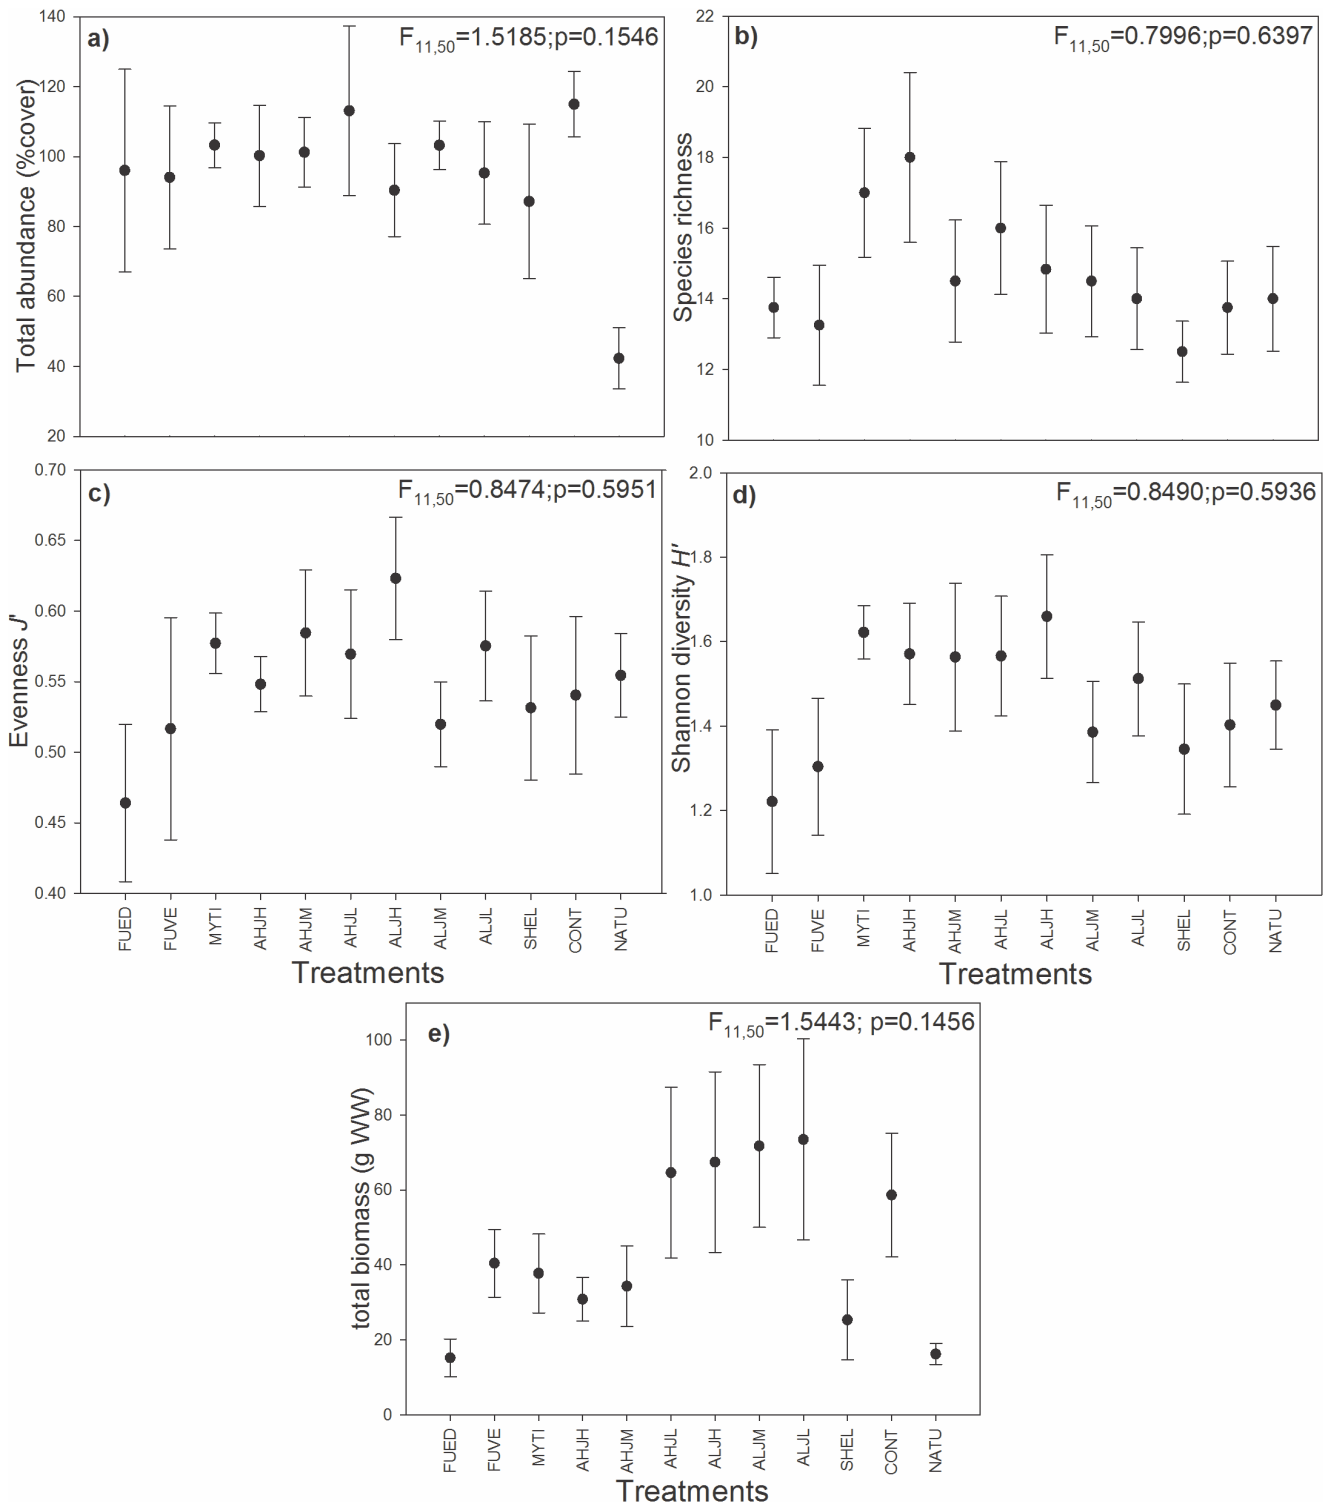 a)
F11,50=1.5185;p=0.1546
140
120
100
80
60
40
20
Total abundance (%cover)
b)
F11,50=0.7996;p=0.6397
22
20
18
16
14
12
10
Species richness
c)
F11,50=0.8474;p=0.5951
0.70
0.65
0.60
0.55
0.50
0.45
0.40
Evenness J'
FUED
FUVE
MYTI
AHJH
AHJM
AHJL
ALJH
ALJM
ALJL
SHEL
CONT
NATU
Treatments
d)
F11,50=0.8490;p=0.5936
2.0
1.8
1.6
1.4
1.2
1.0
Shannon diversity H'
FUED
FUVE
MYTI
AHJH
AHJM
AHJL
ALJH
ALJM
ALJL
SHEL
CONT
NATU
Treatments
e)
F11,50=1.5443; p=0.1456
100
80
60
40
20
0
total biomass (g WW)
FUED
FUVE
MYTI
AHJH
AHJM
AHJL
ALJH
ALJM
ALJL
SHEL
CONT
NATU
Treatments